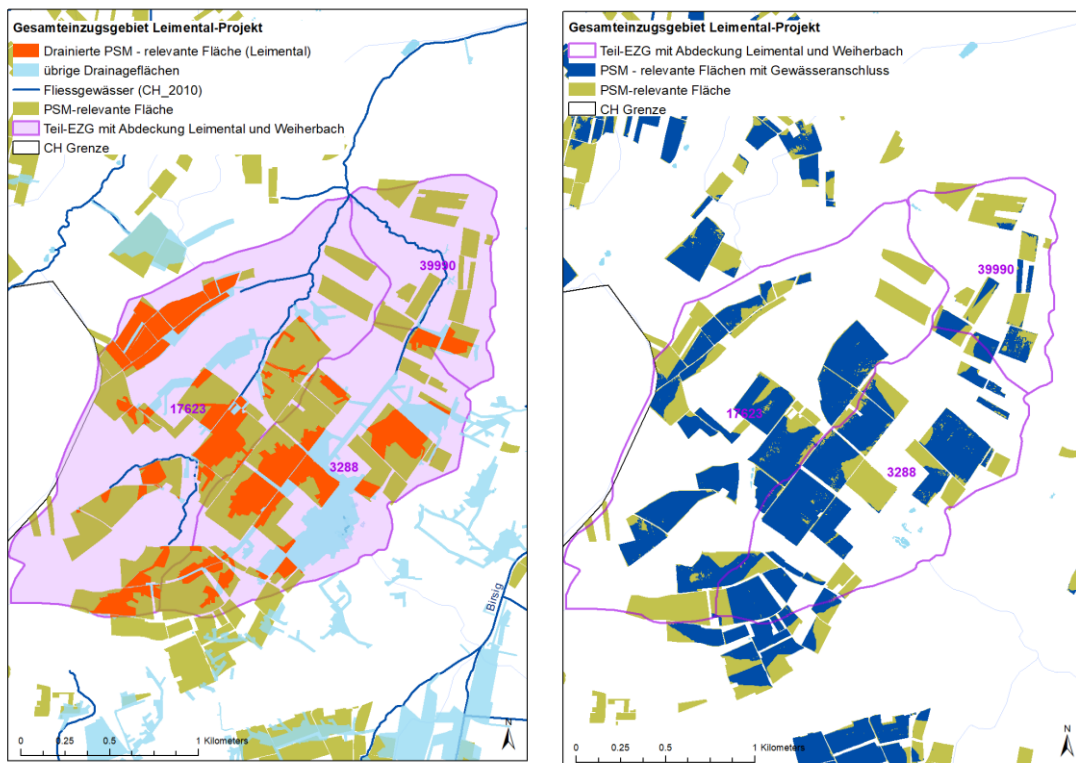 Gesamteinzugsgebiet Leimental-Projekt
Drainierte PSM - relevante Fläche (Leimental)
übrige Drainageflächen
Fliessgewässer (CH_2010)
PSM-relevante Fläche
Teil-EZG mit Abdeckung Leimental und Weiherbach
CH Grenze
39990
17623
3288
Birsig
N
0 0.25 0.5 1 Kilometers
Gesamteinzugsgebiet Leimental-Projekt
Teil-EZG mit Abdeckung Leimental und Weiherbach
PSM - relevante Flächen mit Gewässeranschluss
PSM-relevante Fläche
CH Grenze
39990
17623
3288
N
0 0.25 0.5 1 Kilometers